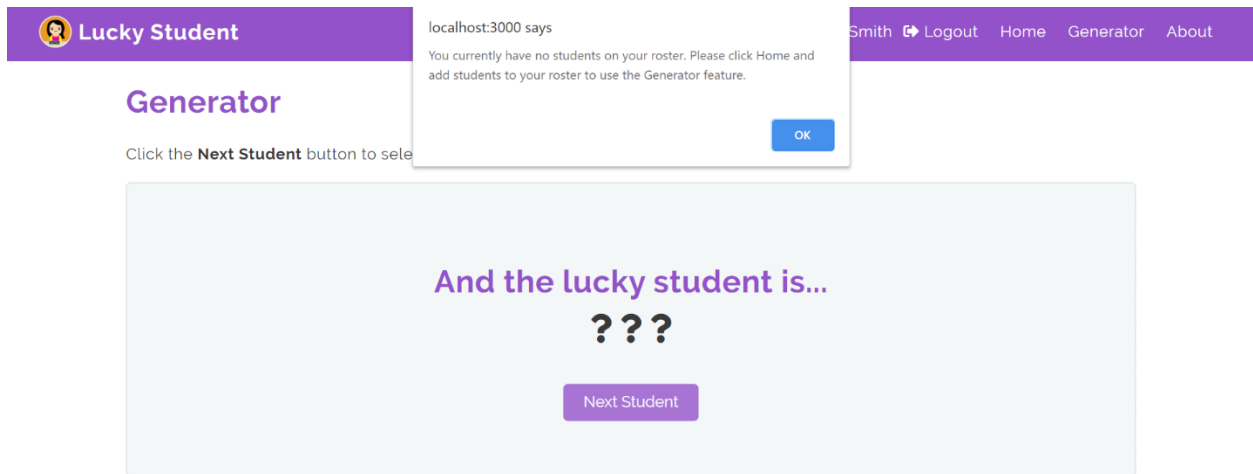 Lucky Student
Smith Logout Home Generator About
localhost:3000 says
You currently have no students on your roster. Please click Home and
add students to your roster to use the Generator feature.
OK
Generator
Click the Next Student button to sele
And the lucky student is...
???
Next Student